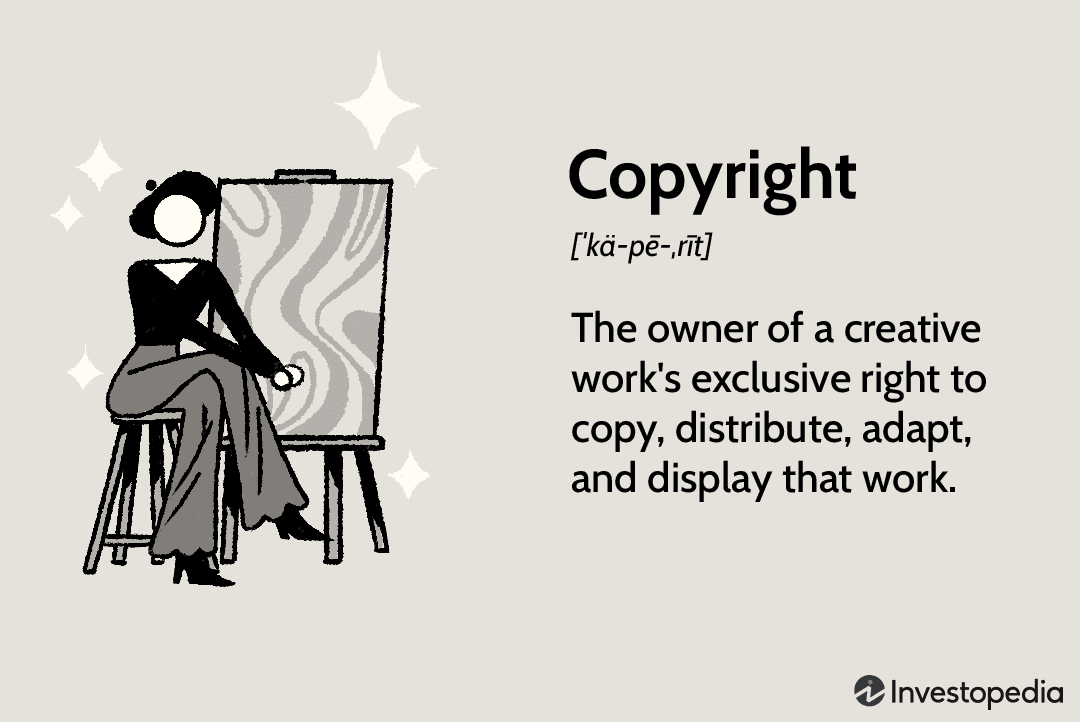 Copyright
[ˈkä-pē-ˌrīt]
The owner of a creative
work's exclusive right to
copy, distribute, adapt,
and display that work.
Investopedia